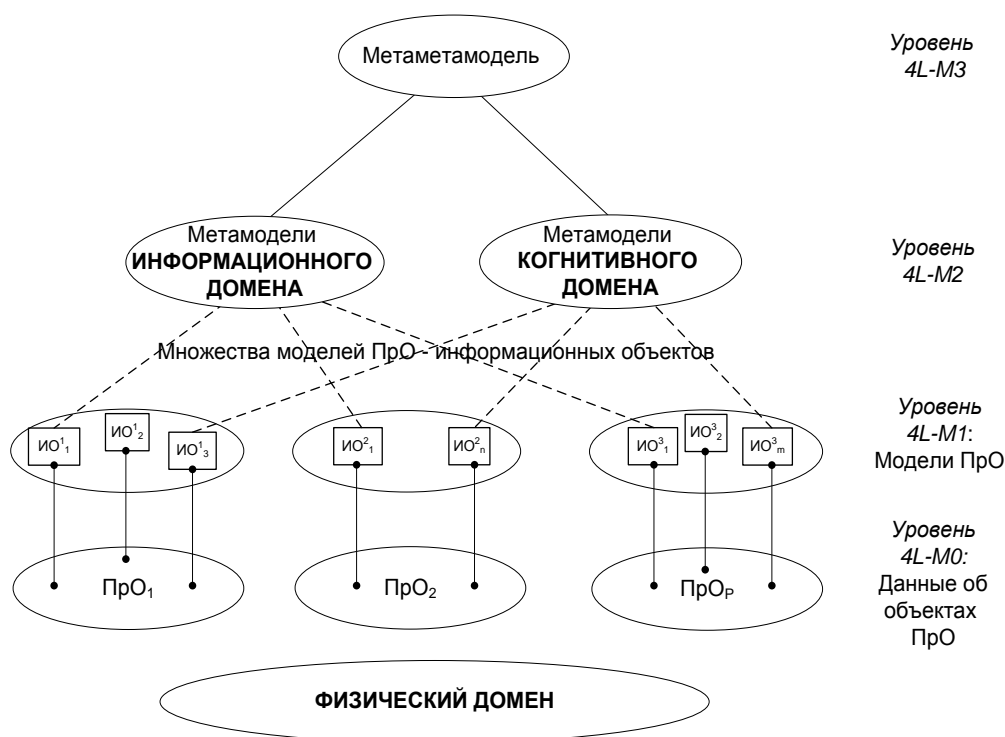 Метаметамодель
Уровень
4L-M3
Метамодели
ИНФОРМАЦИОННОГО
ДОМЕНА
Метамодели
КОГНИТИВНОГО
ДОМЕНА
Уровень
4L-M2
Множества моделей ПрО - информационных объектов
ИО¹₁
ИО¹₂
ИО¹₃
ИО²₁
ИО²ₙ
ИО³₁
ИО³₂
ИО³ₘ
Уровень
4L-M1:
Модели ПрО
ПрО₁
ПрО₂
ПрОₚ
Уровень
4L-M0:
Данные об
объектах
ПрО
ФИЗИЧЕСКИЙ ДОМЕН